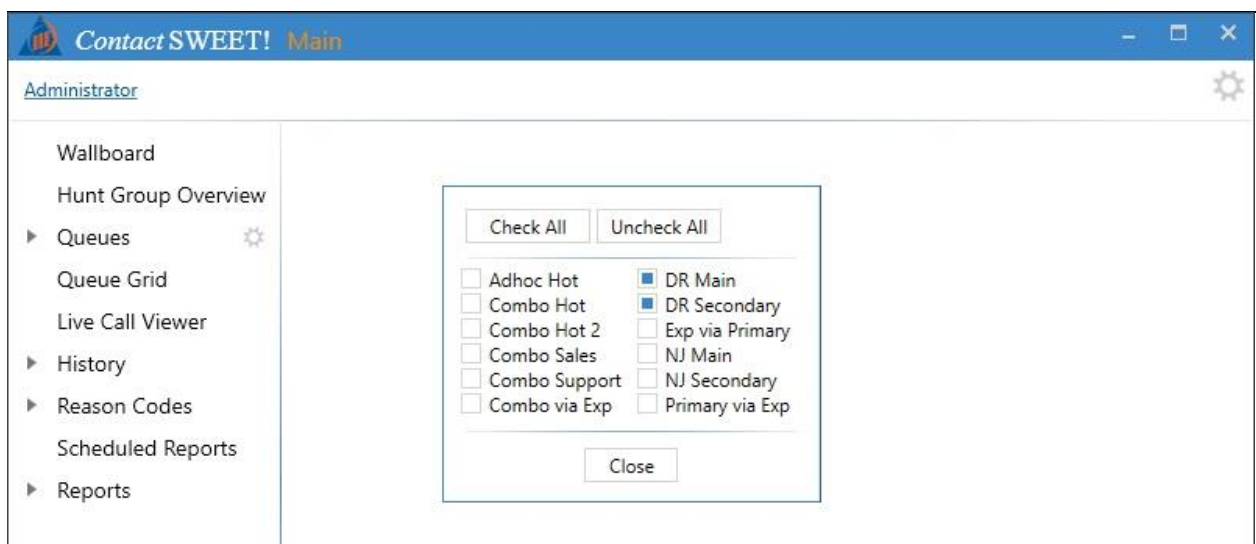 Contact SWEET! Main
Administrator
Wallboard
Hunt Group Overview
Queues
Queue Grid
Live Call Viewer
History
Reason Codes
Scheduled Reports
Reports
Check All Uncheck All
Adhoc Hot DR Main
Combo Hot DR Secondary
Combo Hot 2 Exp via Primary
Combo Sales NJ Main
Combo Support NJ Secondary
Combo via Exp Primary via Exp
Close